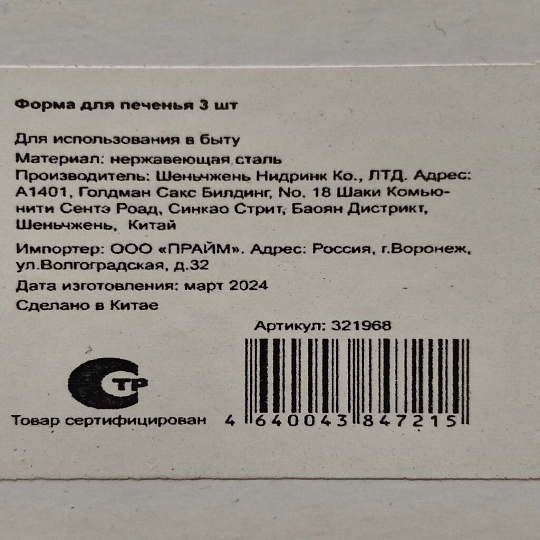 Форма для печенья 3 шт
Для использования в быту
Материал: нержавеющая сталь
Производитель: Шеньчжень Нидринк Ко., ЛТД. Адрес:
А1401, Голдман Сакс Билдинг, No. 18 Шаки Комью-
нити Сентэ Роад, Синкао Стрит, Баоян Дистрикт,
Шеньчжень, Китай
Импортер: ООО «ПРАЙМ». Адрес: Россия, г.Воронеж,
ул.Волгоградская, д.32
Дата изготовления: март 2024
Сделано в Китае
Артикул: 321968
СТР
Товар сертифицирован
4 640043 847215